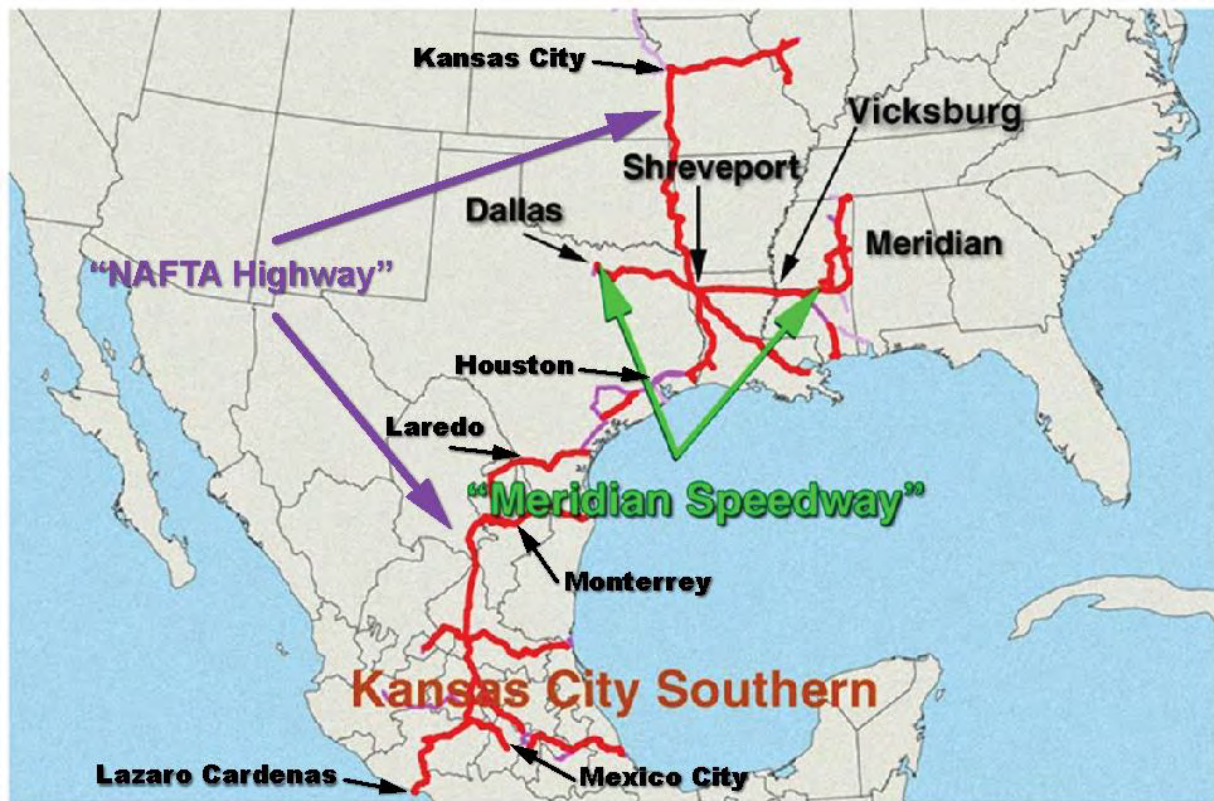 Kansas City
Vicksburg
Shreveport
Dallas
Meridian
“NAFTA Highway”
Houston
Laredo
“Meridian Speedway”
Monterrey
Kansas City Southern
Lazaro Cardenas
Mexico City